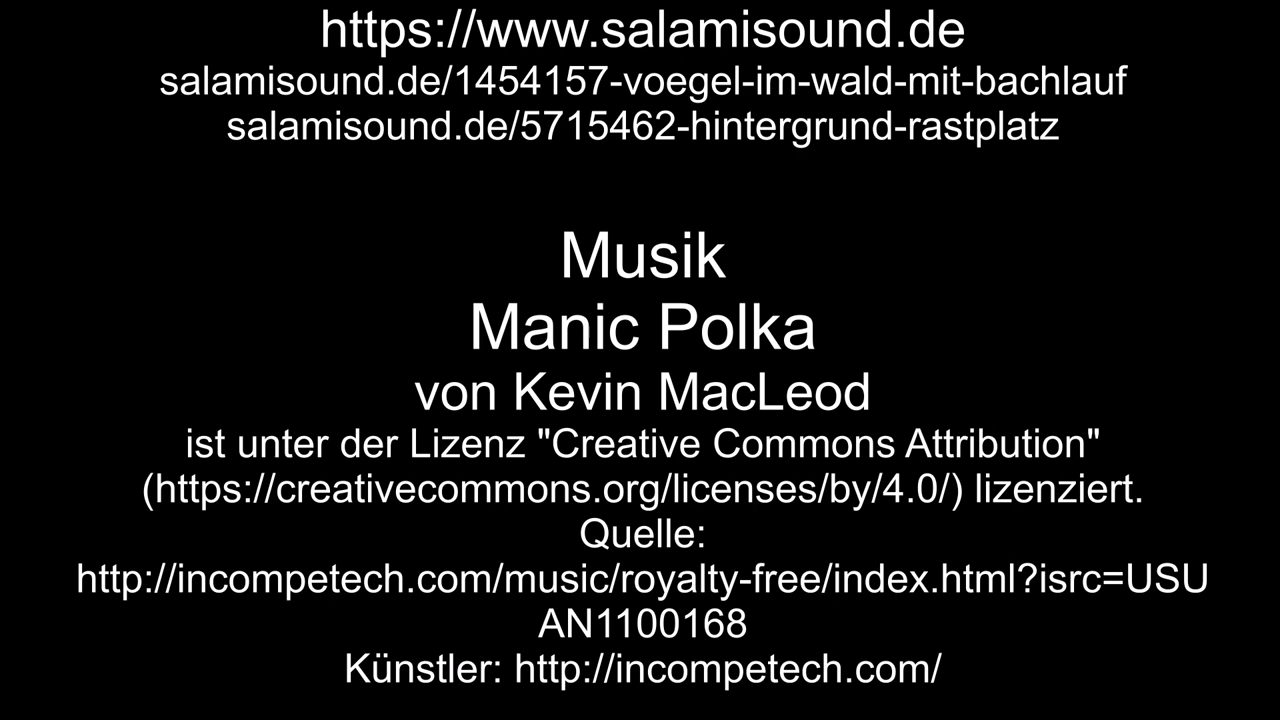 https://www.salamisound.de
salamisound.de/1454157-voegel-im-wald-mit-bachlauf
salamisound.de/5715462-hintergrund-rastplatz
Musik
Manic Polka
von Kevin MacLeod
ist unter der Lizenz "Creative Commons Attribution"
(https://creativecommons.org/licenses/by/4.0/) lizenziert.
Quelle:
http://incompetech.com/music/royalty-free/index.html?isrc=USU
AN1100168
Künstler: http://incompetech.com/